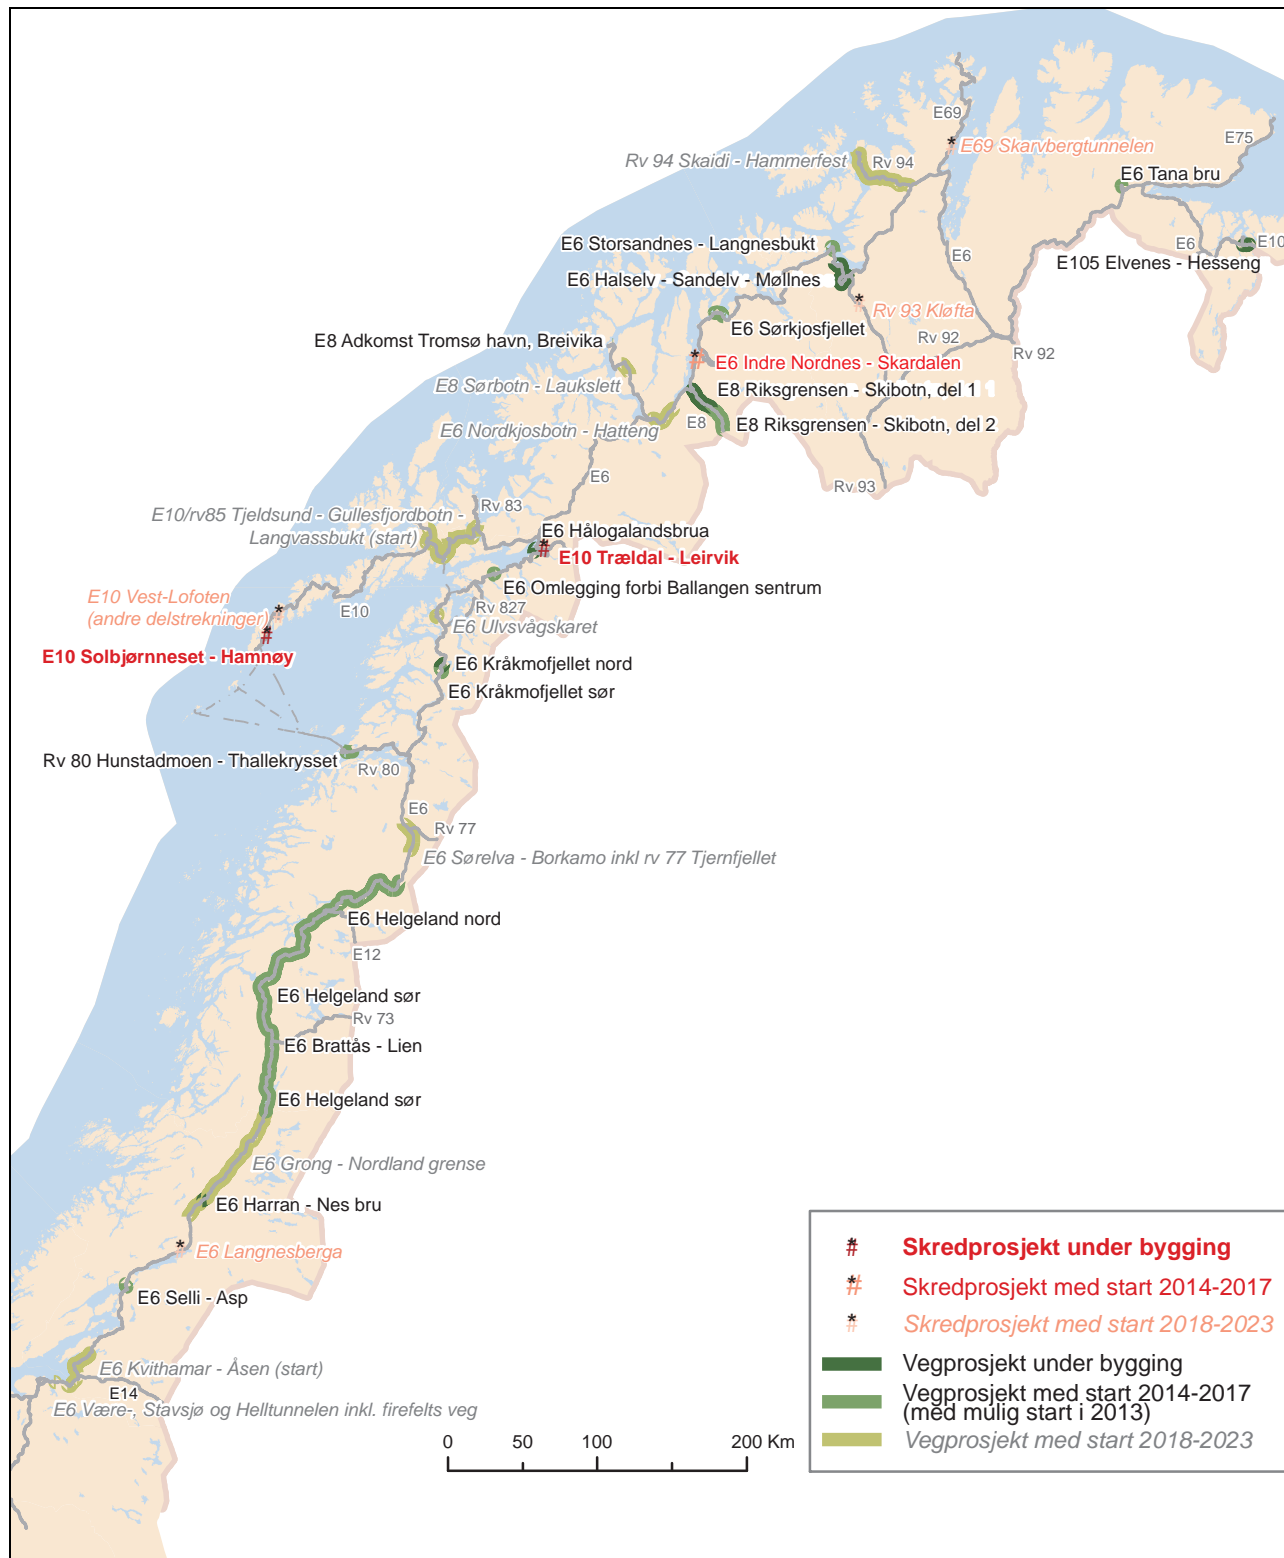 E69
E75
Rv 94 Skaidi - Hammerfest
Rv 94
E69 Skarvbergtunnelen
E6 Tana bru
E6 Storsandnes - Langnesbukt
E6
E6
E10
E105 Elvenes - Hesseng
E6 Halselv - Sandelv - Møllnes
Rv 93 Kløfta
E6 Sørkjosfjellet
E8 Adkomst Tromsø havn, Breivika
Rv 92
Rv 92
E6 Indre Nordnes - Skardalen
E8 Sørbotn - Laukslett
E8 Riksgrensen - Skibotn, del 1
E6 Nordkjosbotn - Hatteng
E8
E8 Riksgrensen - Skibotn, del 2
E6
Rv 93
Rv 83
E10/rv85 Tjeldsund - Gullesfjordbotn -
Langvassbukt (start)
E6 Hålogalandsbrua
E10 Trældal - Leirvik
E6 Omlegging forbi Ballangen sentrum
E10 Vest-Lofoten
(andre delstrekninger)
E10
Rv 827
E6 Ulvsvågskaret
E10 Solbjørnneset - Hamnøy
E6 Kråkmofjellet nord
E6 Kråkmofjellet sør
Rv 80 Hunstadmoen - Thallekrysset
Rv 80
E6
Rv 77
E6 Sørelva - Borkamo inkl rv 77 Tjernfjellet
E6 Helgeland nord
E12
E6 Helgeland sør
Rv 73
E6 Brattås - Lien
E6 Helgeland sør
E6 Grong - Nordland grense
E6 Harran - Nes bru
E6 Langnesberga
E6 Selli - Asp
E6 Kvithamar - Åsen (start)
E14
E6 Være-, Stavsjø og Helltunnelen inkl. firefelts veg
0 50 100 200 Km
Skredprosjekt under bygging
Skredprosjekt med start 2014-2017
Skredprosjekt med start 2018-2023
Vegprosjekt under bygging
Vegprosjekt med start 2014-2017
(med mulig start i 2013)
Vegprosjekt med start 2018-2023